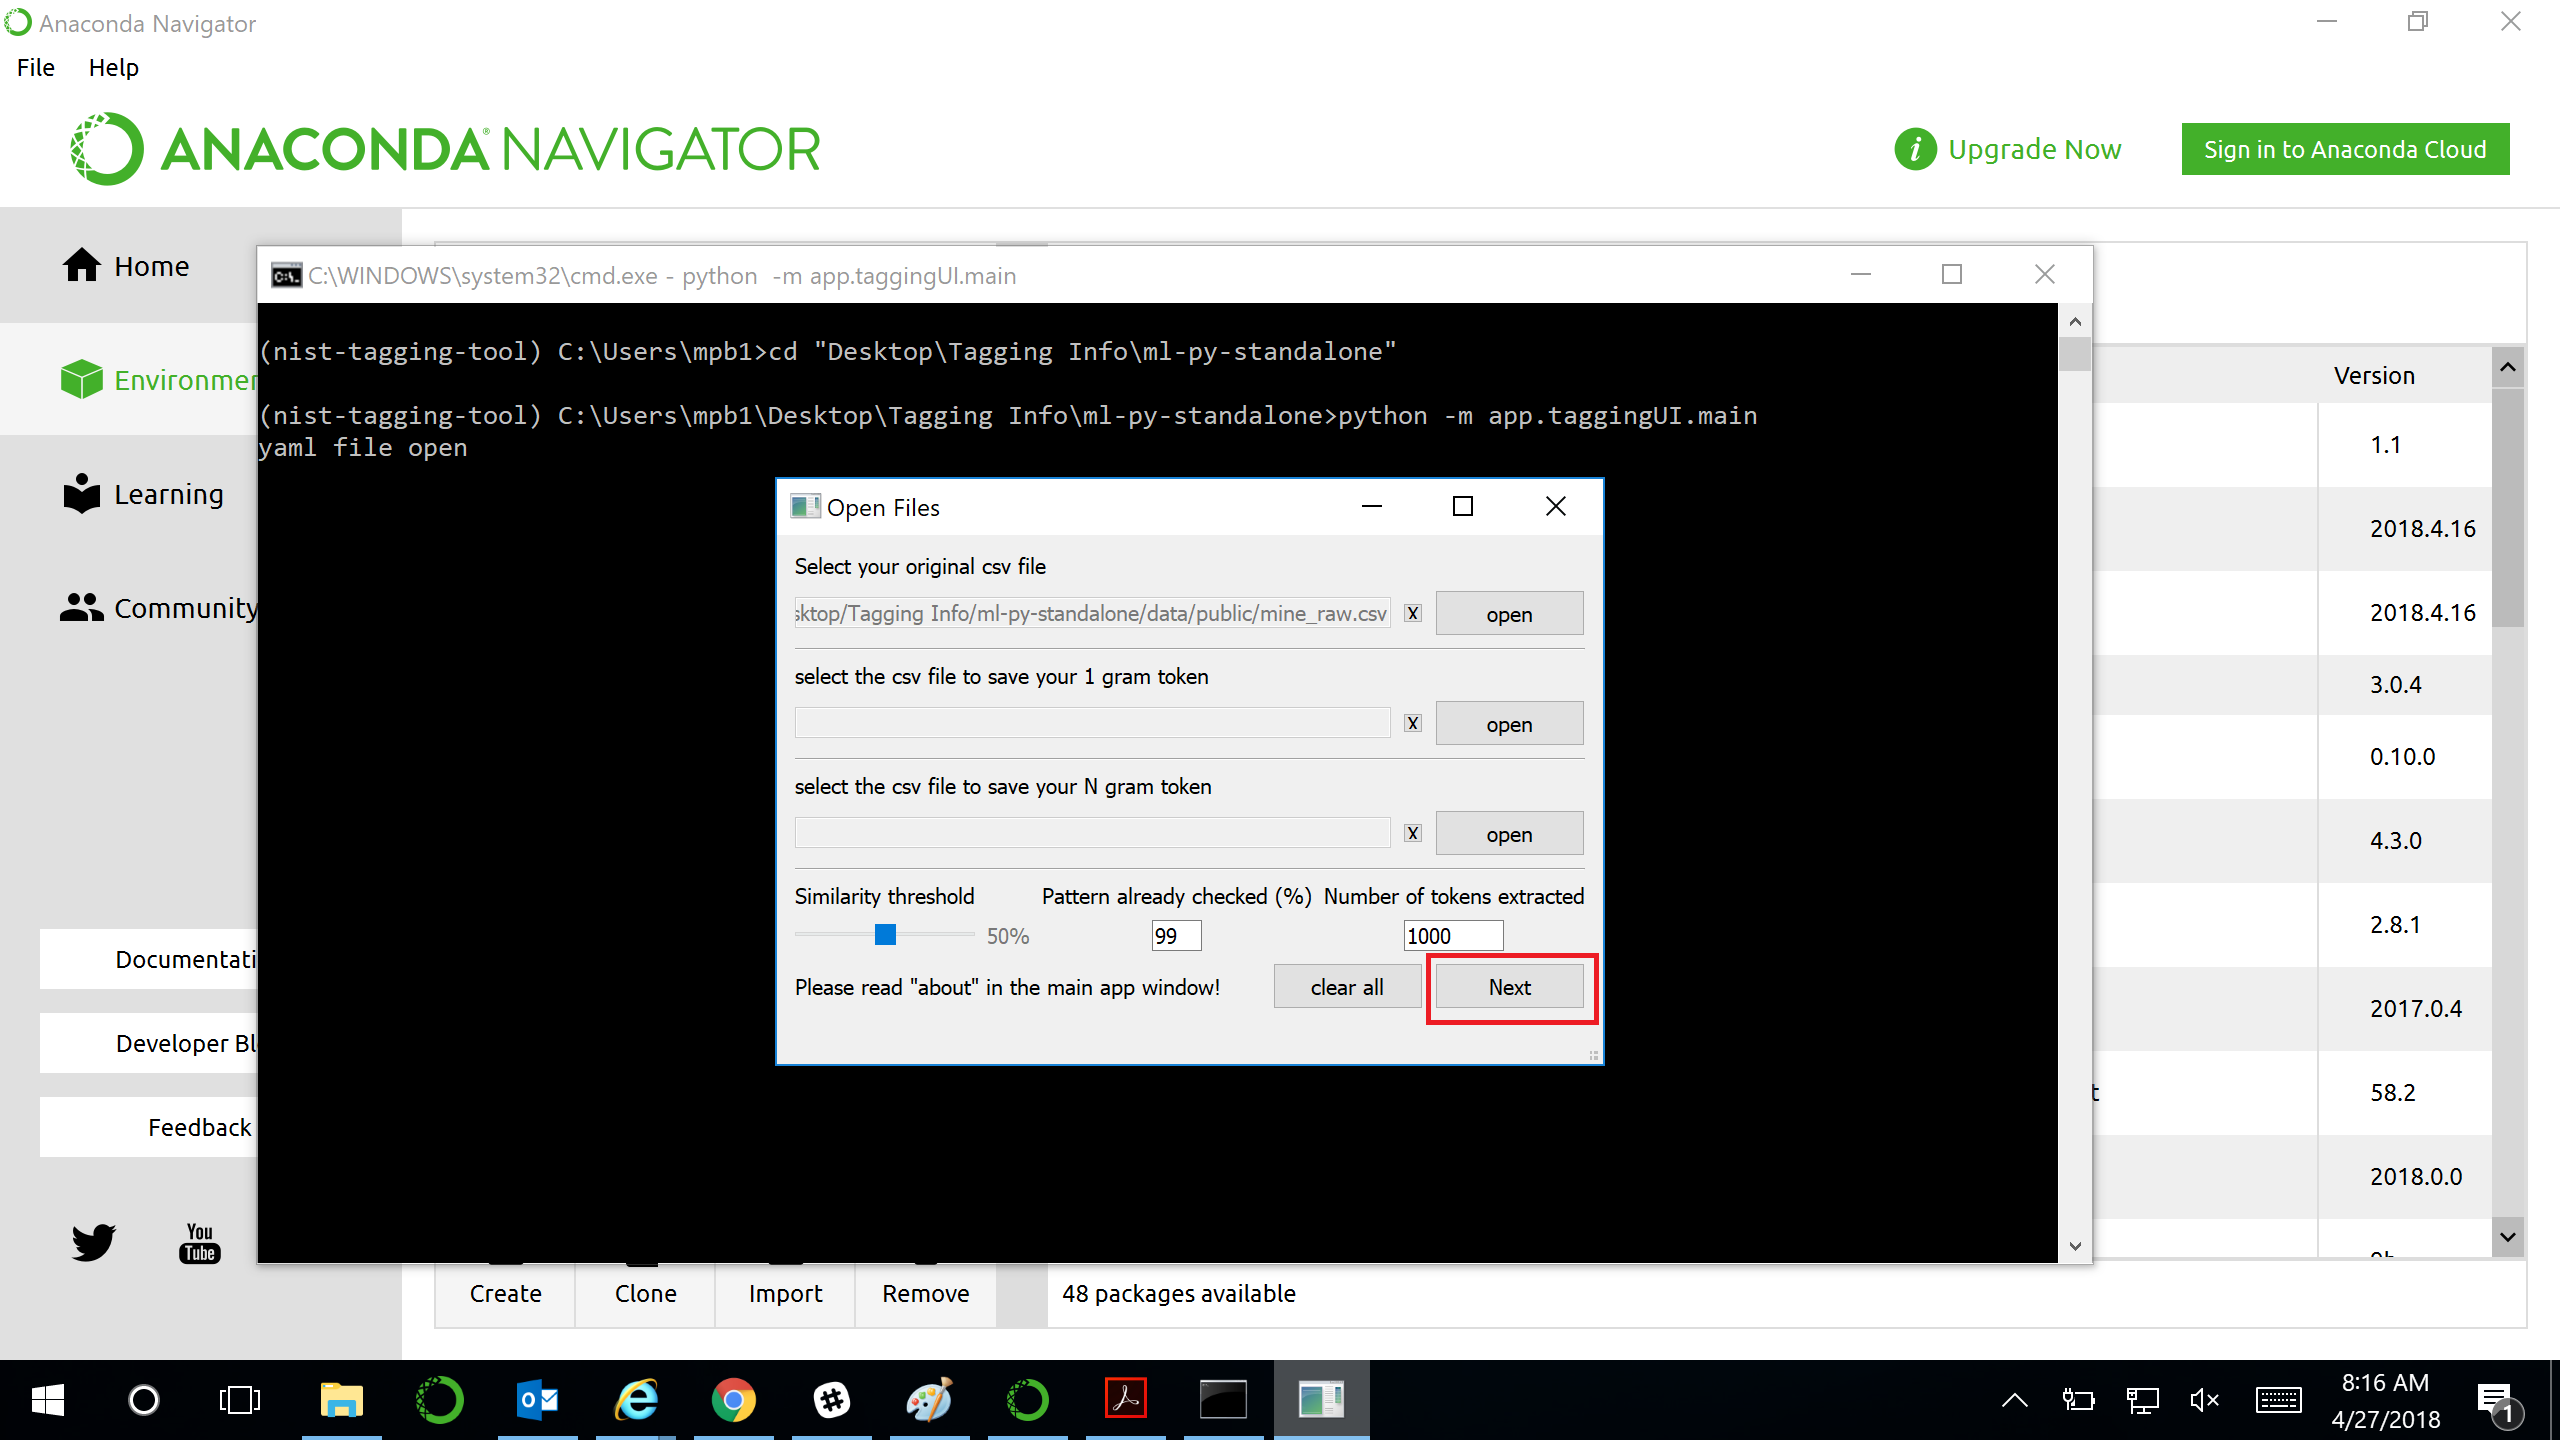 Anaconda Navigator
File Help
ANACONDA® NAVIGATOR
i Upgrade Now
Sign in to Anaconda Cloud
Home
Environmen
Learning
Community
Documentati
Developer Bl
Feedback
You
Tube
C:\WINDOWS\system32\cmd.exe - python  -m app.taggingUI.main
(nist-tagging-tool) C:\Users\mpb1>cd "Desktop\Tagging Info\ml-py-standalone"
(nist-tagging-tool) C:\Users\mpb1\Desktop\Tagging Info\ml-py-standalone>python -m app.taggingUI.main
yaml file open
Open Files
Select your original csv file
sktop/Tagging Info/ml-py-standalone/data/public/mine_raw.csv X open
select the csv file to save your 1 gram token
X open
select the csv file to save your N gram token
X open
Similarity threshold Pattern already checked (%) Number of tokens extracted
50% 99 1000
Please read "about" in the main app window! clear all Next
Version
1.1
2018.4.16
2018.4.16
3.0.4
0.10.0
4.3.0
2.8.1
2017.0.4
t 58.2
2018.0.0
Create Clone Import Remove
48 packages available
8:16 AM
4/27/2018
1